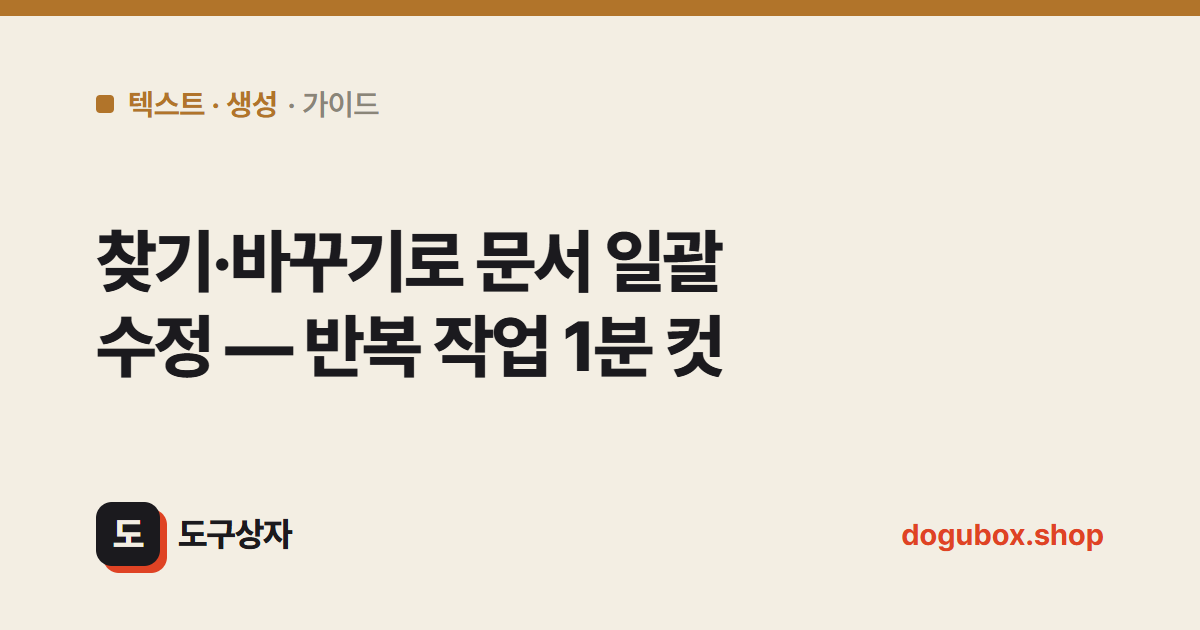 텍스트 · 생성 · 가이드
찾기·바꾸기로 문서 일괄
수정 — 반복 작업 1분 컷
도 도구상자
dogubox.shop